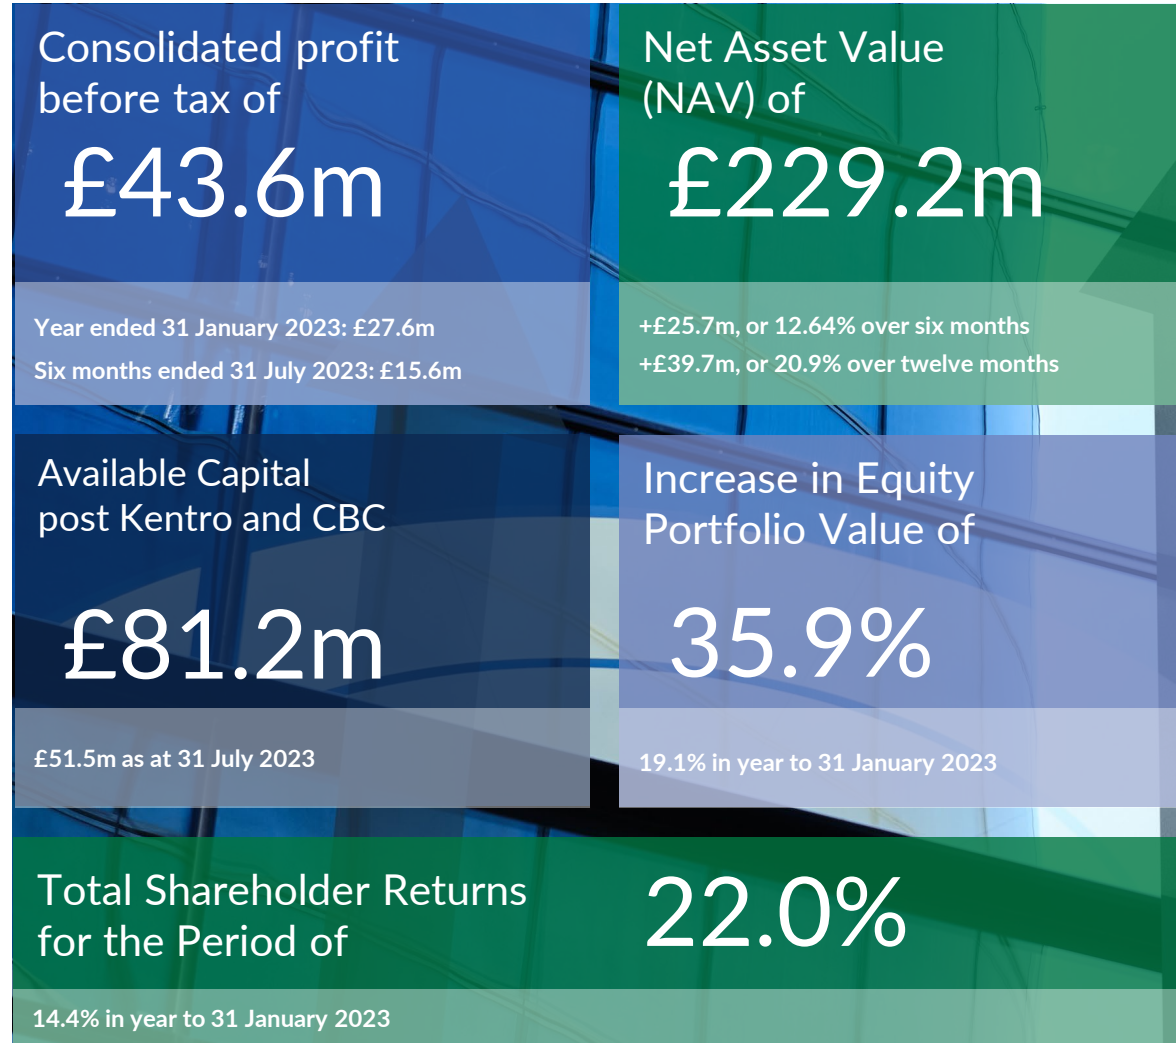 Consolidated profit
before tax of
£43.6m
Year ended 31 January 2023: £27.6m
Six months ended 31 July 2023: £15.6m
Net Asset Value
(NAV) of
£229.2m
+£25.7m, or 12.64% over six months
+£39.7m, or 20.9% over twelve months
Available Capital
post Kentro and CBC
£81.2m
£51.5m as at 31 July 2023
Increase in Equity
Portfolio Value of
35.9%
19.1% in year to 31 January 2023
Total Shareholder Returns
for the Period of
22.0%
14.4% in year to 31 January 2023